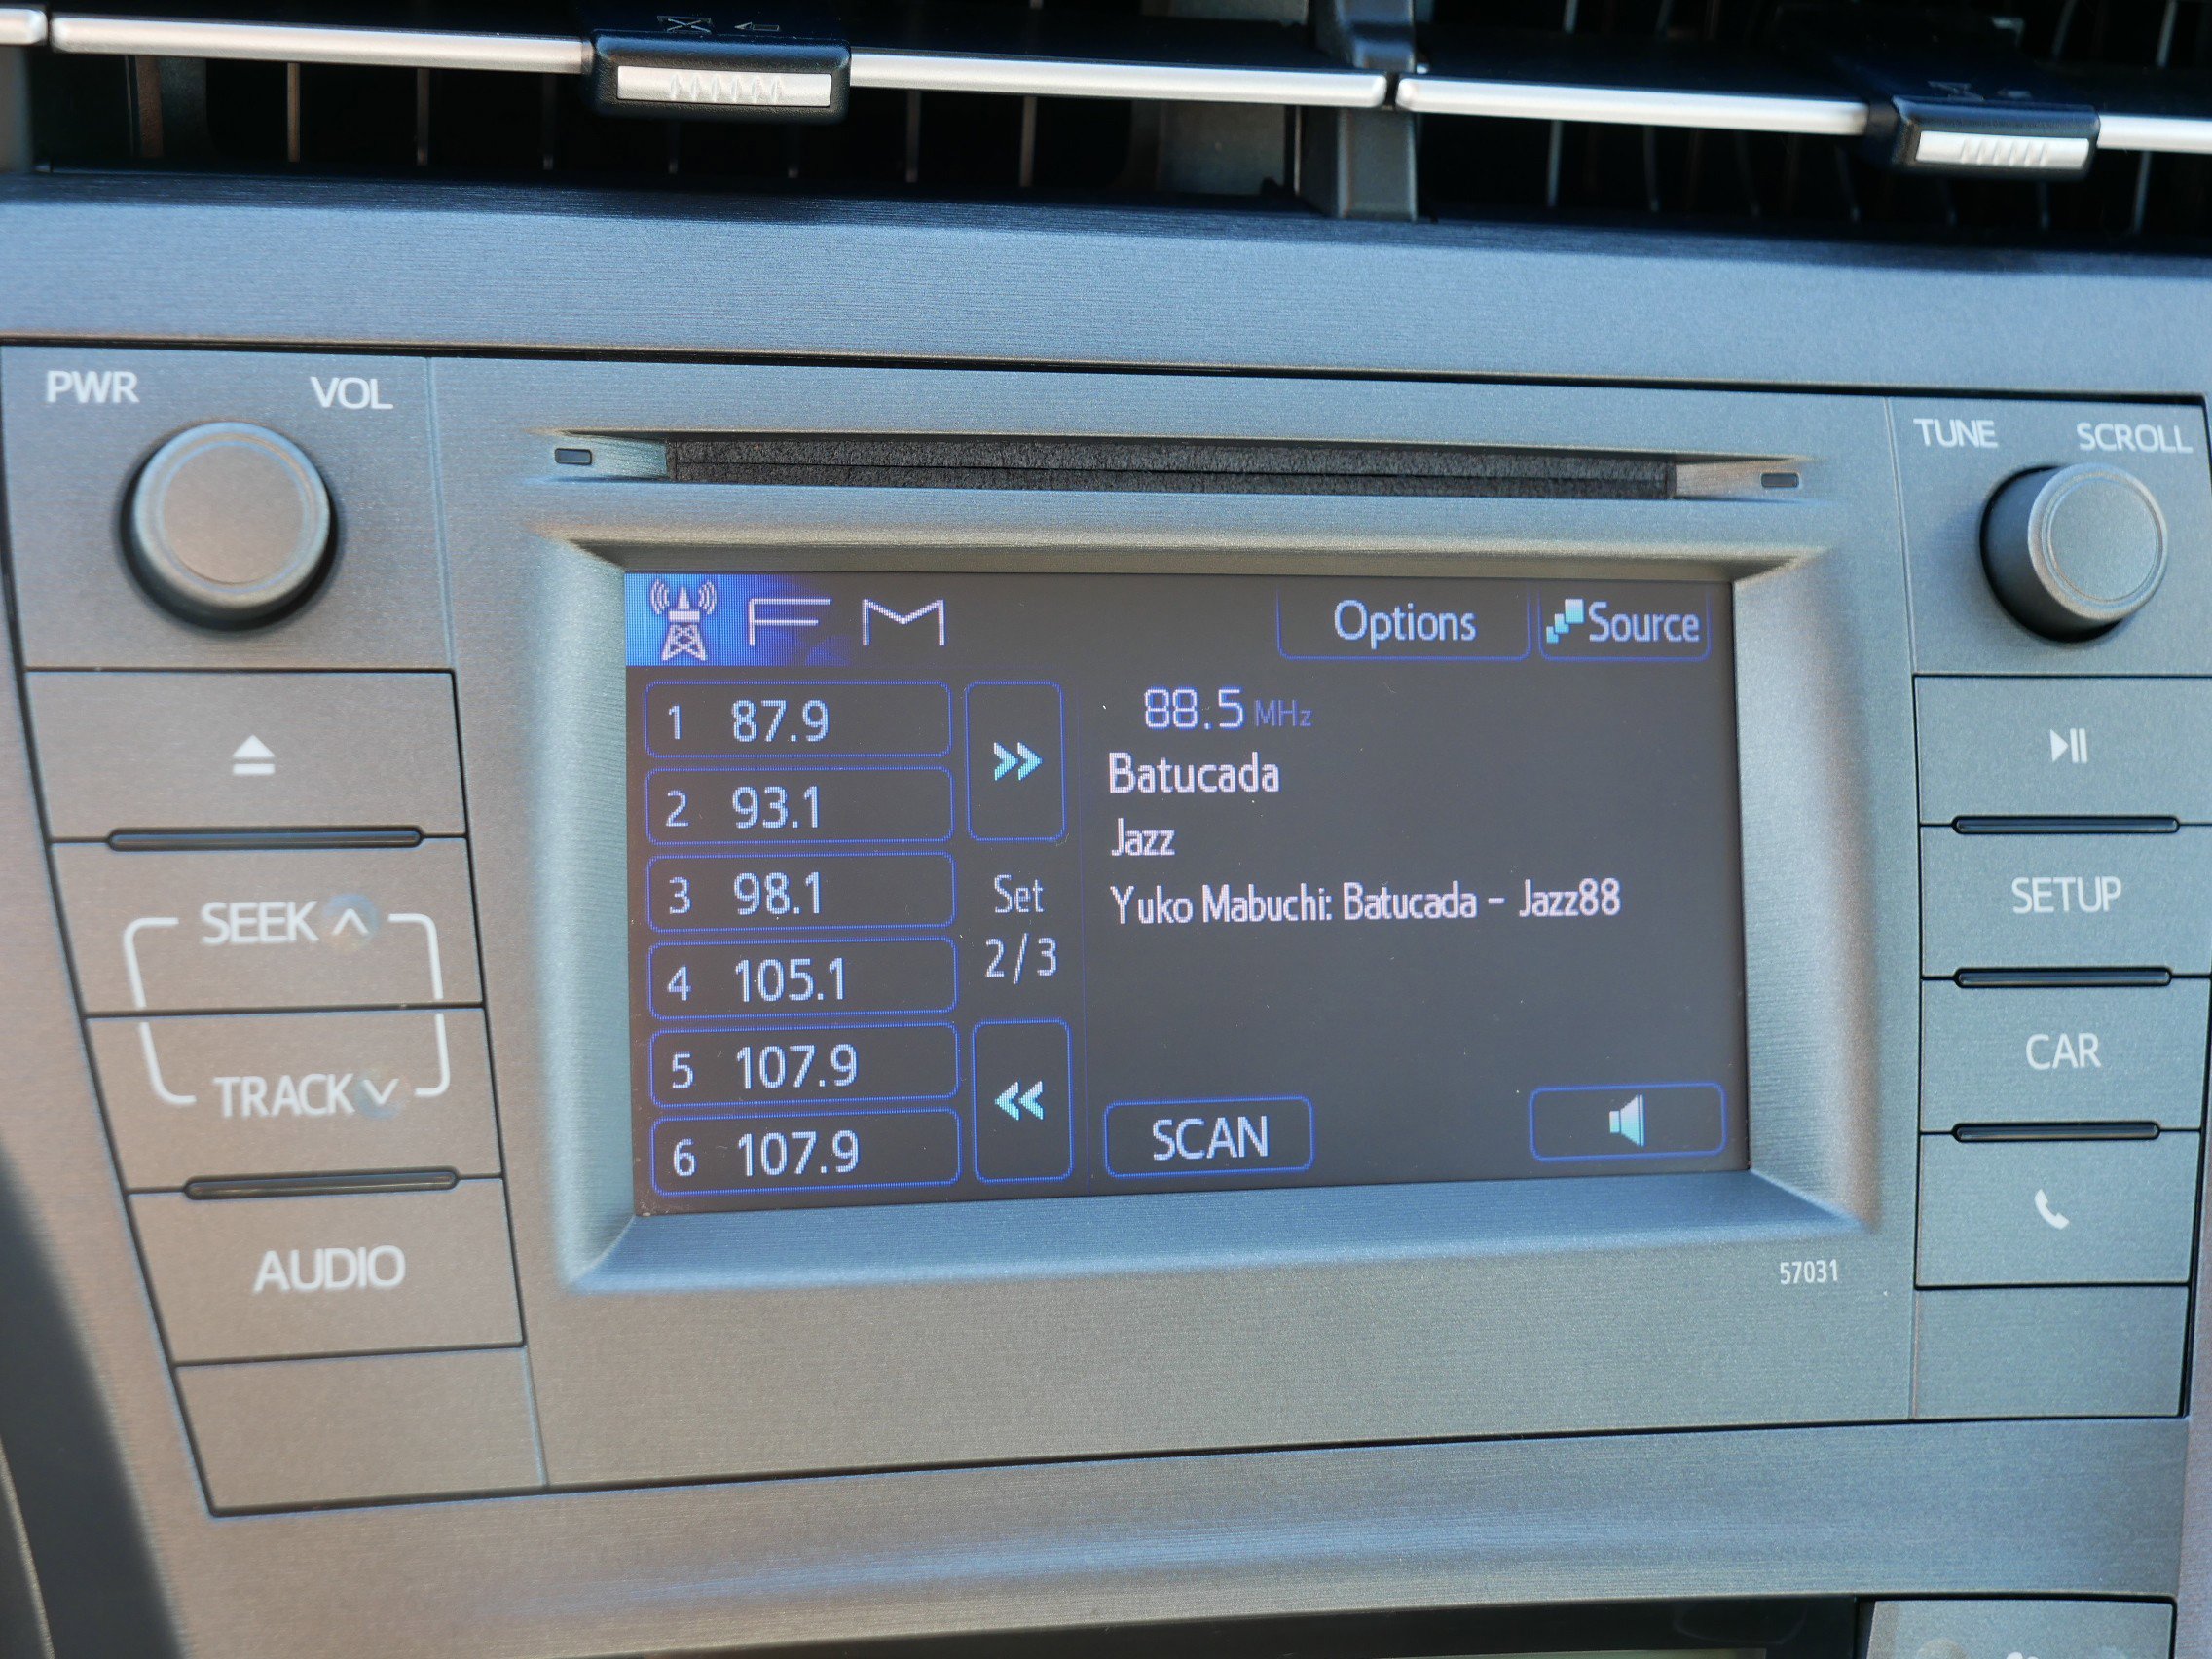 PWR VOL
TUNE SCROLL
FM
Options
Source
1 87.9
2 93.1
3 98.1
4 105.1
5 107.9
6 107.9
Set
2/3
88.5 MHz
Batucada
Jazz
Yuko Mabuchi: Batucada - Jazz88
SCAN
SEEK
TRACK
AUDIO
SETUP
CAR
57031